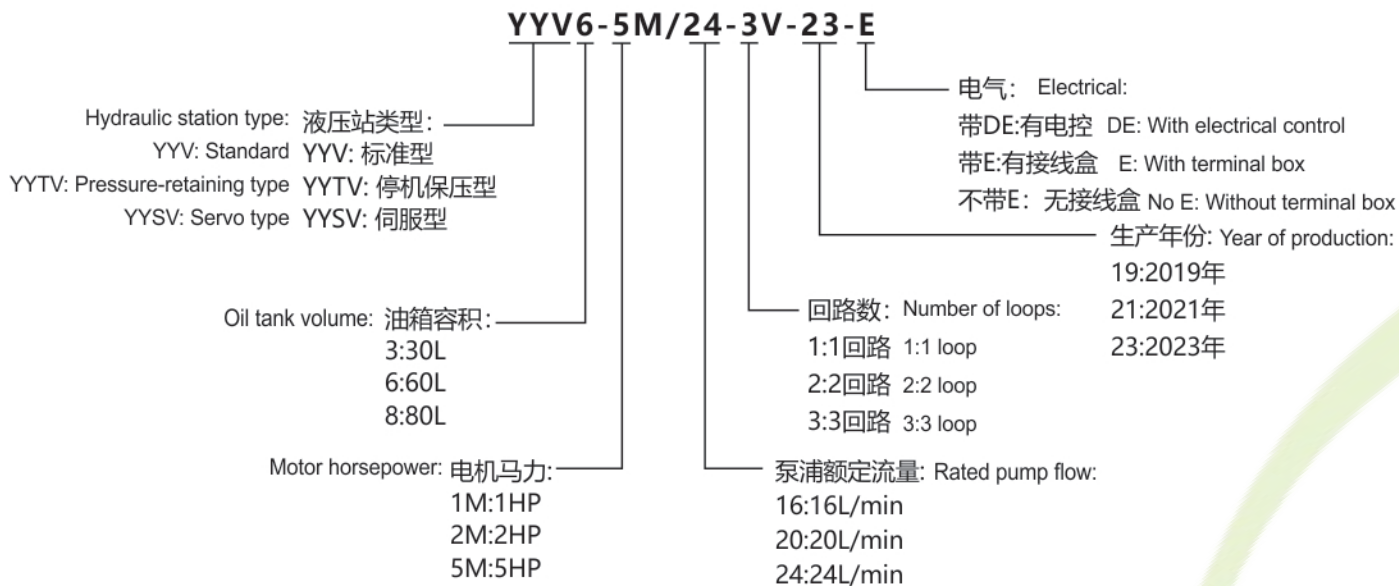 YYV6-5M/24-3V-23-E
Hydraulic station type: 液压站类型:
YYV: Standard YYV: 标准型
YYTV: Pressure-retaining type YYTV: 停机保压型
YYSV: Servo type YYSV: 伺服型
Oil tank volume: 油箱容积:
3:30L
6:60L
8:80L
Motor horsepower: 电机马力:
1M:1HP
2M:2HP
5M:5HP
电气: Electrical:
带DE:有电控 DE: With electrical control
带E:有接线盒 E: With terminal box
不带E: 无接线盒 No E: Without terminal box
生产年份: Year of production:
19:2019年
21:2021年
23:2023年
回路数: Number of loops:
1:1回路 1:1 loop
2:2回路 2:2 loop
3:3回路 3:3 loop
泵浦额定流量: Rated pump flow:
16:16L/min
20:20L/min
24:24L/min